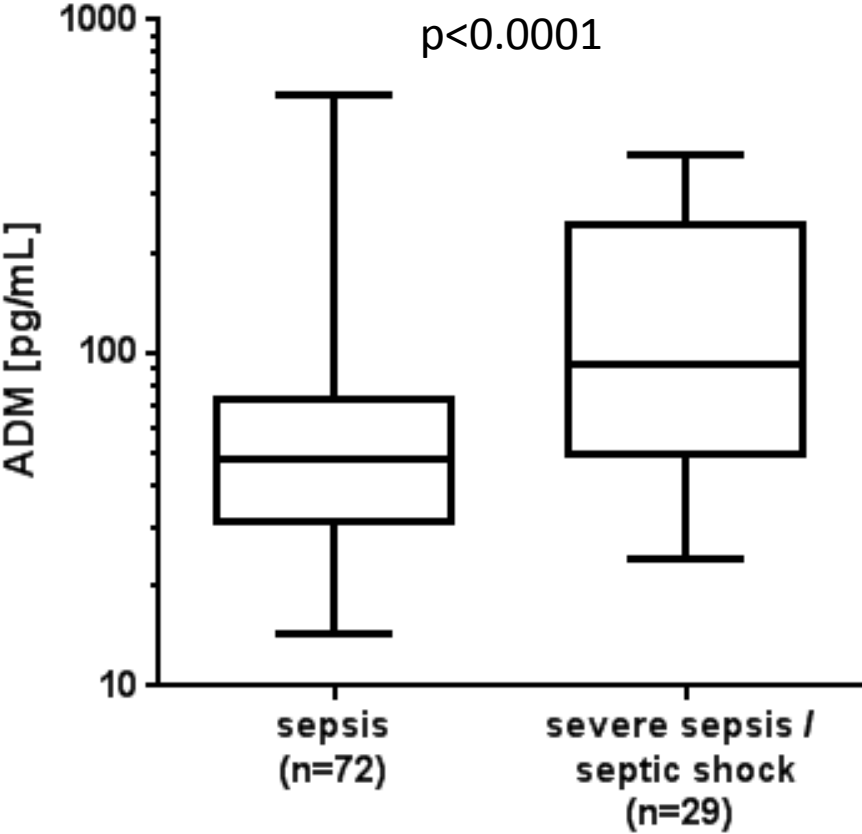 1000
p<0.0001
ADM [pg/mL]
100
10
sepsis
(n=72)
severe sepsis /
septic shock
(n=29)